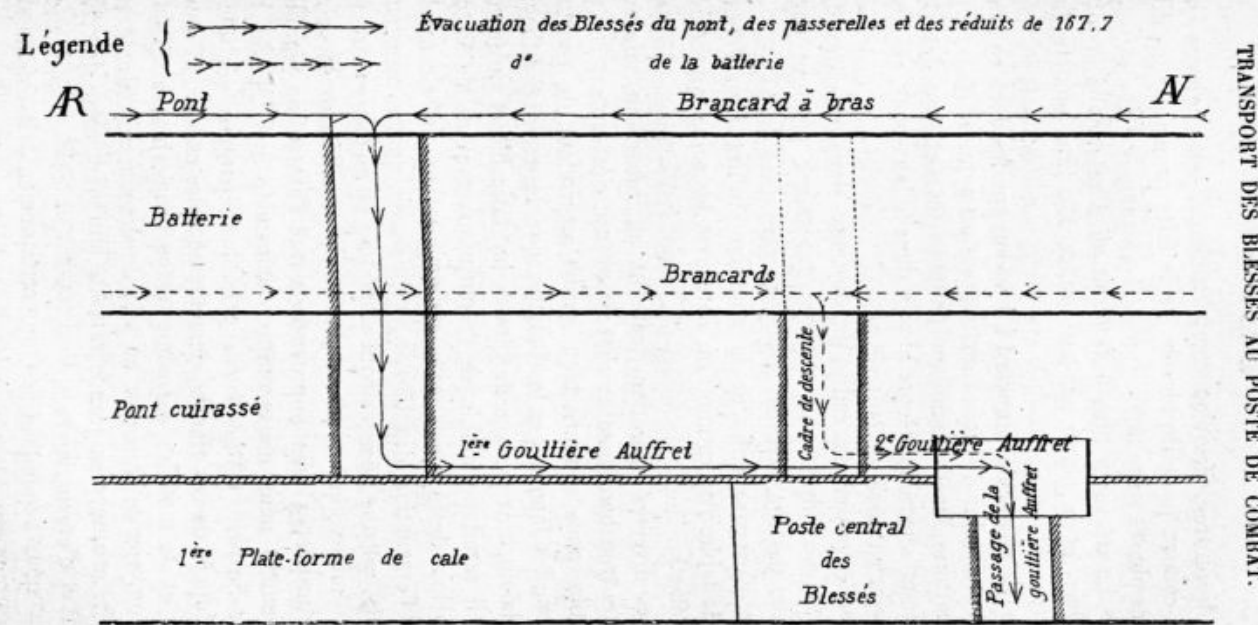 TRANSPORT DES BLESSÉS AU POSTE DE COMBAT
Légende
Évacuation des Blessés du pont, des passerelles et des réduits de 167.7
d° de la batterie
AR
Pont
Brancard à bras
AV
Batterie
Brancards
Pont cuirassé
Cadre de descente
1ère Gouttière Auffret
2e Gouttière Auffret
1ère Plate-forme de cale
Poste central
des
Blessés
Passage de la
gouttière Auffret